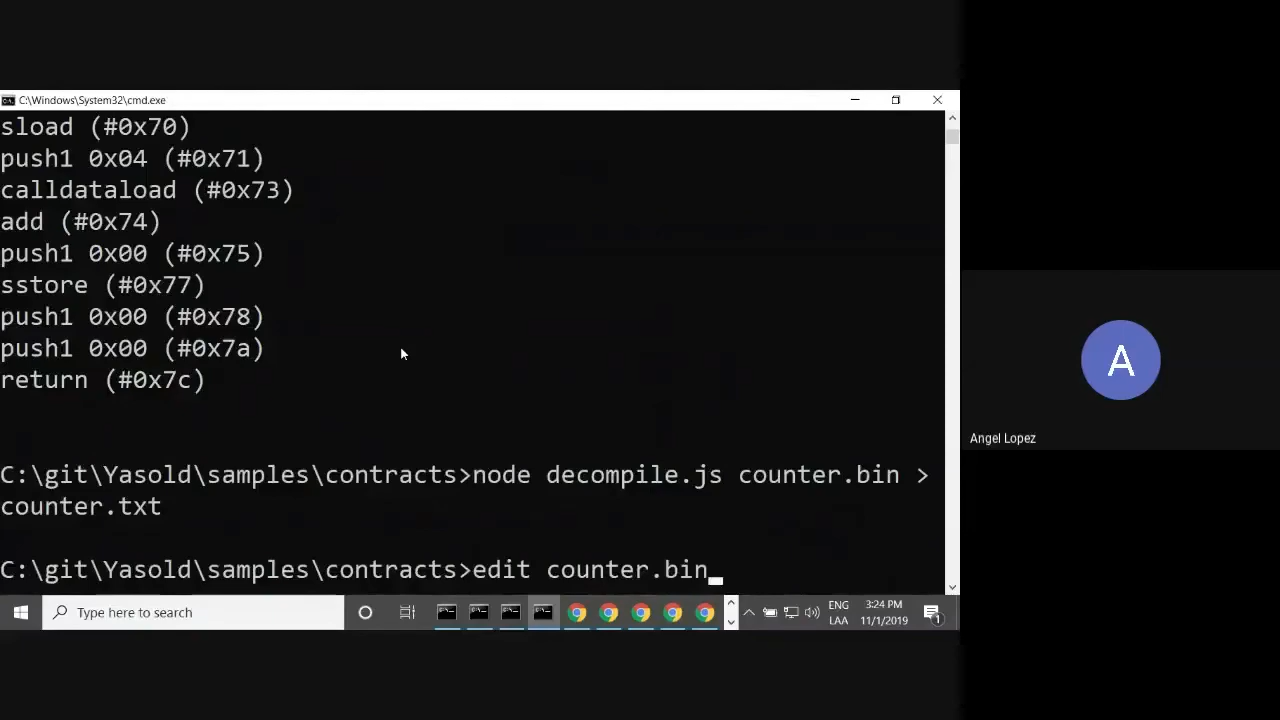 C:\Windows\System32\cmd.exe
sload (#0x70)
push1 0x04 (#0x71)
calldataload (#0x73)
add (#0x74)
push1 0x00 (#0x75)
sstore (#0x77)
push1 0x00 (#0x78)
push1 0x00 (#0x7a)
return (#0x7c)
C:\git\Yasold\samples\contracts>node decompile.js counter.bin >
counter.txt
C:\git\Yasold\samples\contracts>edit counter.bin
A
Angel Lopez
Type here to search
ENG
LAA
3:24 PM
11/1/2019
1